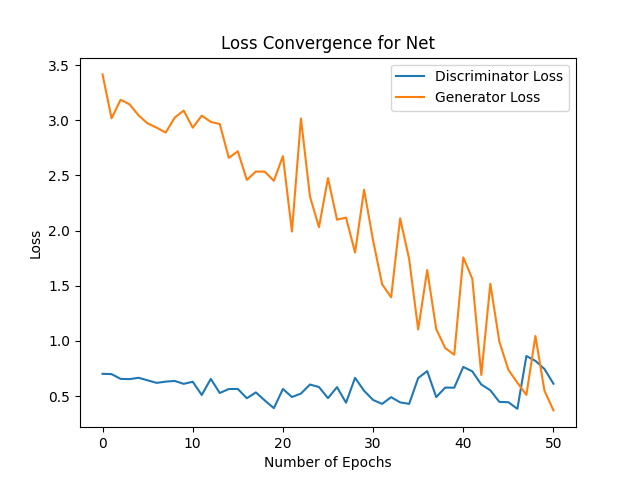 Loss Convergence for Net
Discriminator Loss
Generator Loss
3.5
3.0
2.5
2.0
1.5
1.0
0.5
Loss
0 10 20 30 40 50
Number of Epochs